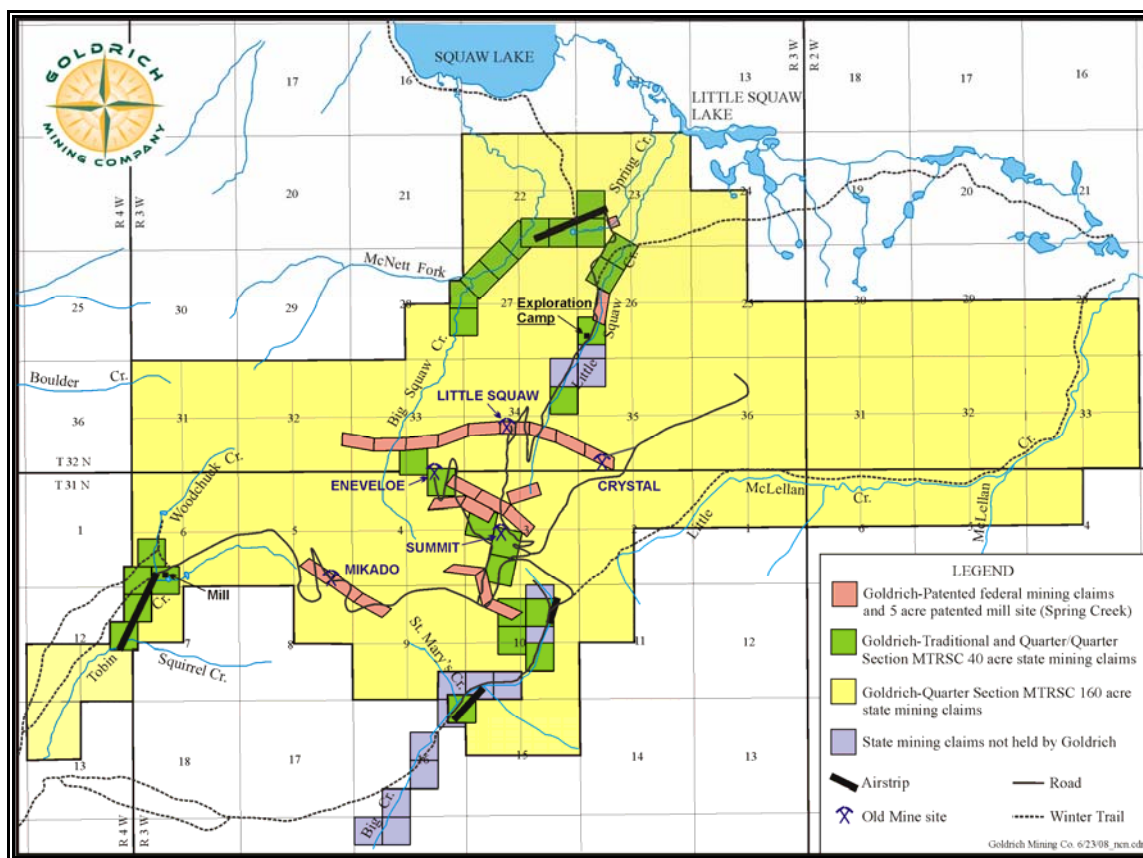 GOLDRICH
MINING COMPANY
SQUAW LAKE
LITTLE SQUAW
LAKE
R 3 W
R 2 W
17
16
13
18
17
16
R 4 W
R 3 W
20
21
22
23
24
19
20
21
Spring Cr.
McNett Fork
25
30
29
28
27
26
25
Exploration
Camp
Big Squaw Cr.
Little Squaw Cr.
Boulder Cr.
36
31
32
33
34
35
36
31
32
33
LITTLE SQUAW
T 32 N
T 31 N
ENEVELOE
CRYSTAL
Woodchuck Cr.
Little McLellan Cr.
McLellan Cr.
1
6
5
4
3
4
SUMMIT
MIKADO
Mill
Tobin Cr.
Squirrel Cr.
St. Mary's Cr.
12
7
8
9
10
11
12
13
18
17
16
15
14
13
Big Cr.
R 4 W
R 3 W
LEGEND
Goldrich-Patented federal mining claims
and 5 acre patented mill site (Spring Creek)
Goldrich-Traditional and Quarter/Quarter
Section MTRSC 40 acre state mining claims
Goldrich-Quarter Section MTRSC 160 acre
state mining claims
State mining claims not held by Goldrich
Airstrip
Road
Old Mine site
Winter Trail
Goldrich Mining Co. 6/23/08_ncn.cdr